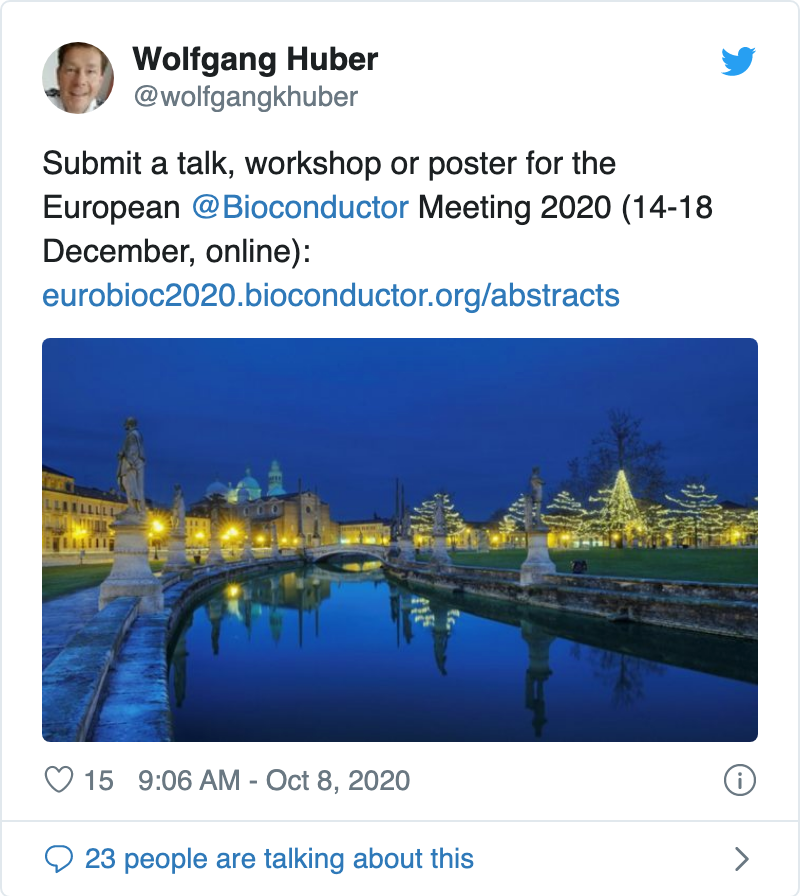 Wolfgang Huber
@wolfgangkhuber
Submit a talk, workshop or poster for the
European @Bioconductor Meeting 2020 (14-18
December, online):
eurobioc2020.bioconductor.org/abstracts
15 9:06 AM - Oct 8, 2020
23 people are talking about this